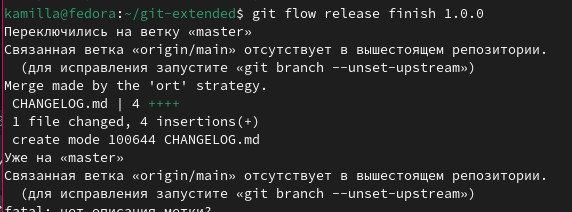 kamilla@fedora:~/git-extended$ git flow release finish 1.0.0
Переключились на ветку «master»
Связанная ветка «origin/main» отсутствует в вышестоящем репозитории.
  (для исправления запустите «git branch --unset-upstream»)
Merge made by the 'ort' strategy.
 CHANGELOG.md | 4 ++++
 1 file changed, 4 insertions(+)
 create mode 100644 CHANGELOG.md
Уже на «master»
Связанная ветка «origin/main» отсутствует в вышестоящем репозитории.
  (для исправления запустите «git branch --unset-upstream»)
fatal: нет описания метки?